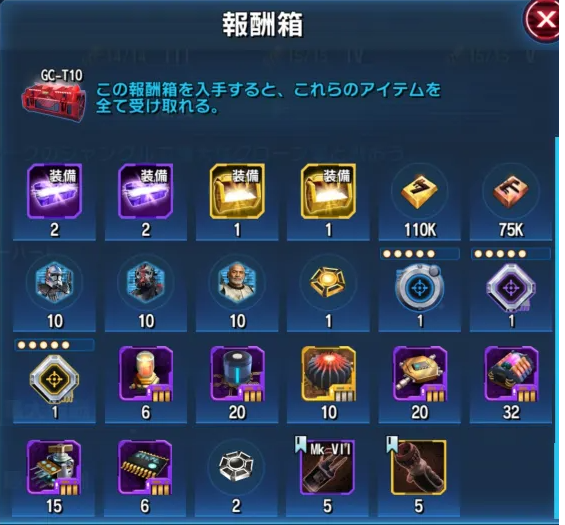 報酬箱
X
GC-T10
この報酬箱を入手すると、これらのアイテムを
全て受け取れる。
装備 装備 装備 装備
2 2 1 1 110K 75K
10 10 10 1 1 1
1 6 20 10 20 32
Mk VII
15 6 2 5 5